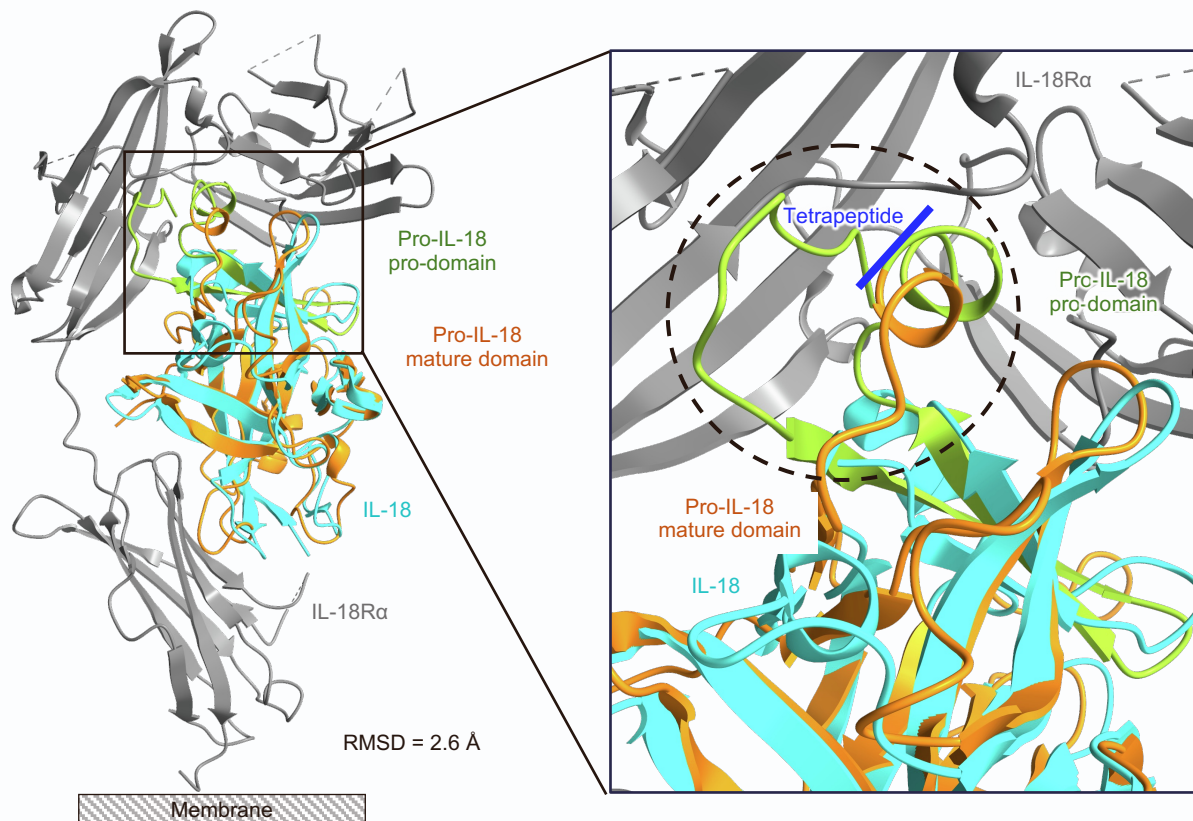 Pro-IL-18
pro-domain
Pro-IL-18
mature domain
IL-18
IL-18Rα
RMSD = 2.6 Å
Membrane
IL-18Rα
Tetrapeptide
Pro-IL-18
pro-domain
Pro-IL-18
mature domain
IL-18